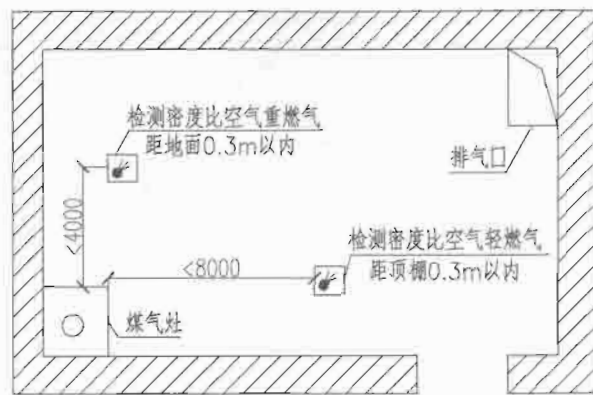 检测密度比空气重燃气
距地面0.3m以内
排气口
<4000
检测密度比空气轻燃气
距顶棚0.3m以内
<8000
煤气灶